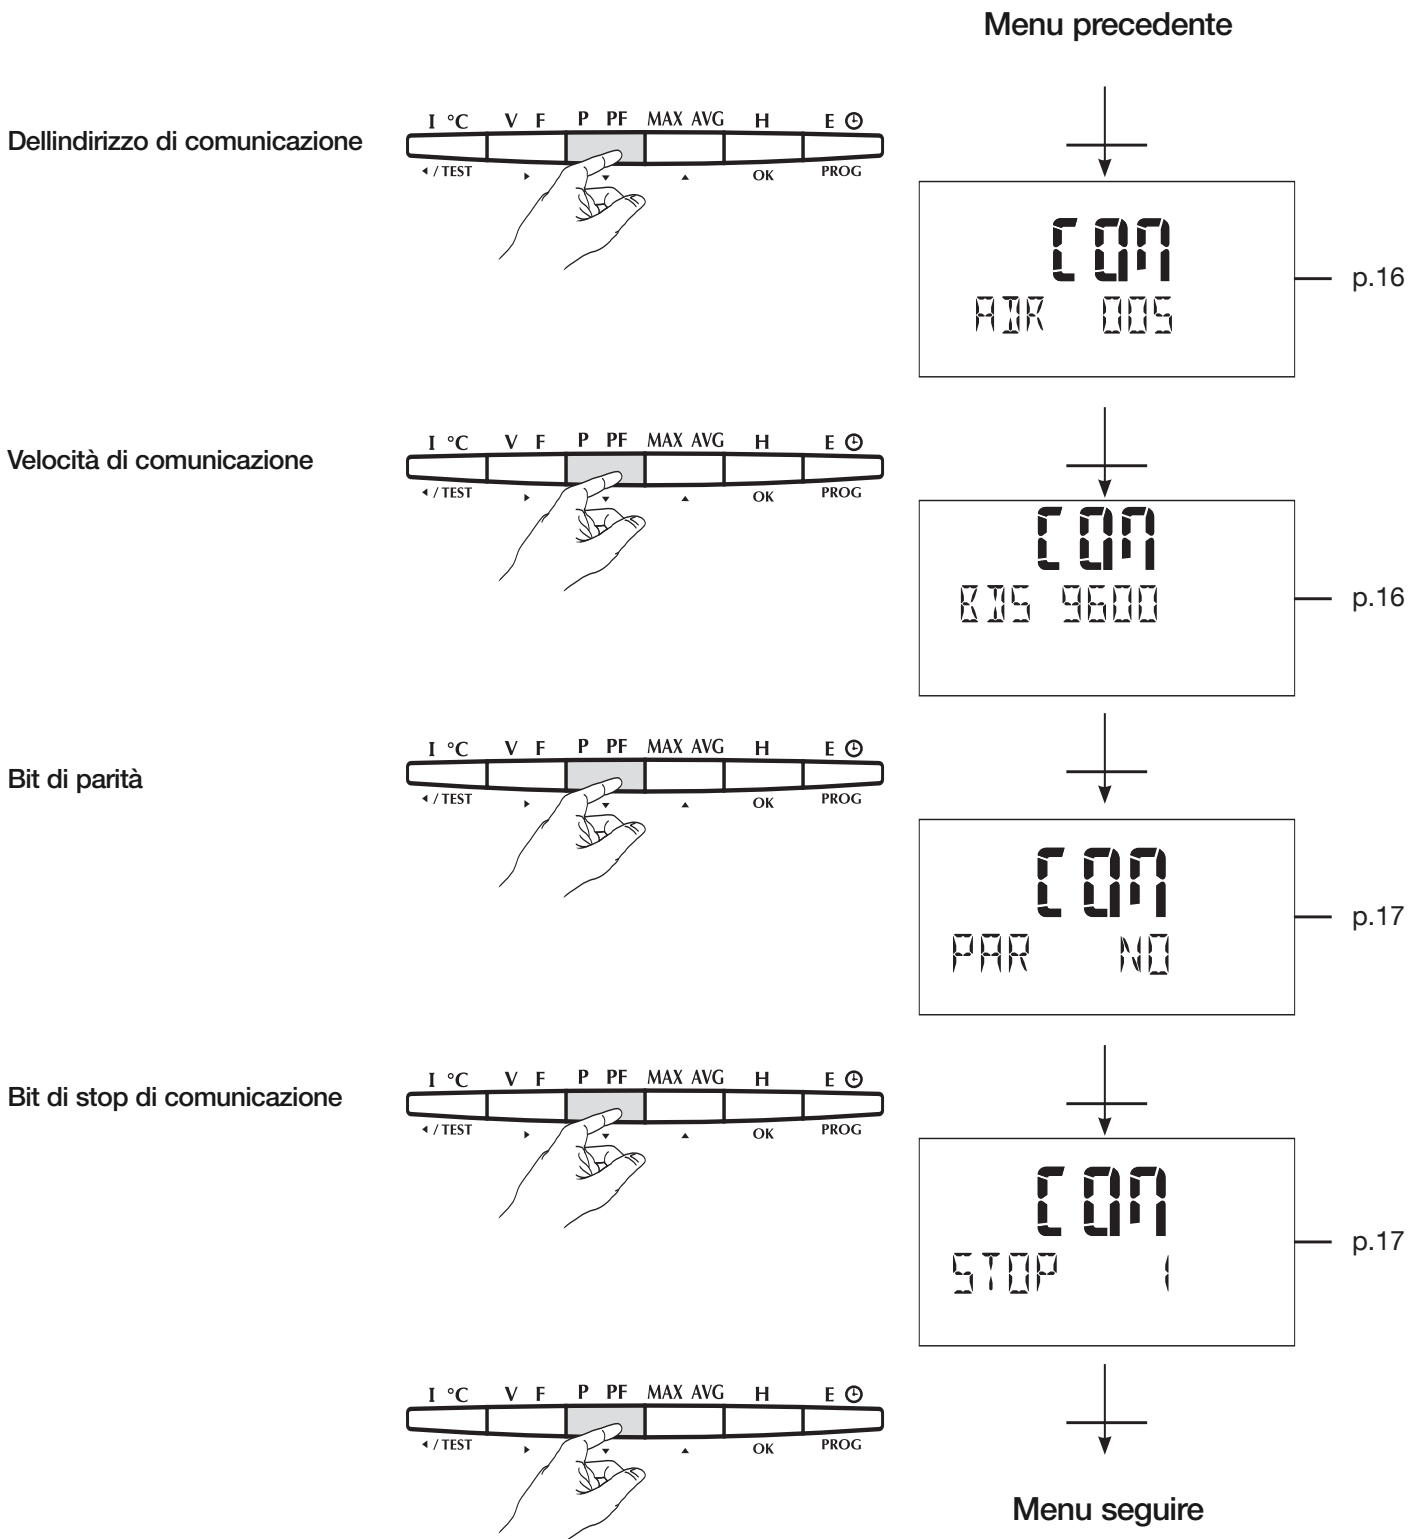 Menu precedente
Dellindirizzo di comunicazione
I °C V F P PF MAX AVG H E
/ TEST OK PROG
COM
ADR 005
p.16
Velocità di comunicazione
I °C V F P PF MAX AVG H E
/ TEST OK PROG
COM
BDS 9600
p.16
Bit di parità
I °C V F P PF MAX AVG H E
/ TEST OK PROG
COM
PAR NO
p.17
Bit di stop di comunicazione
I °C V F P PF MAX AVG H E
/ TEST OK PROG
COM
STOP 1
p.17
I °C V F P PF MAX AVG H E
/ TEST OK PROG
Menu seguire